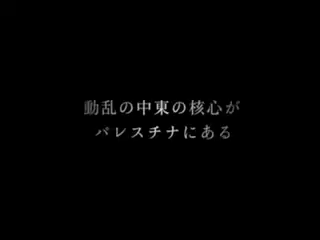 動乱の中東の核心が
パレスチナにある